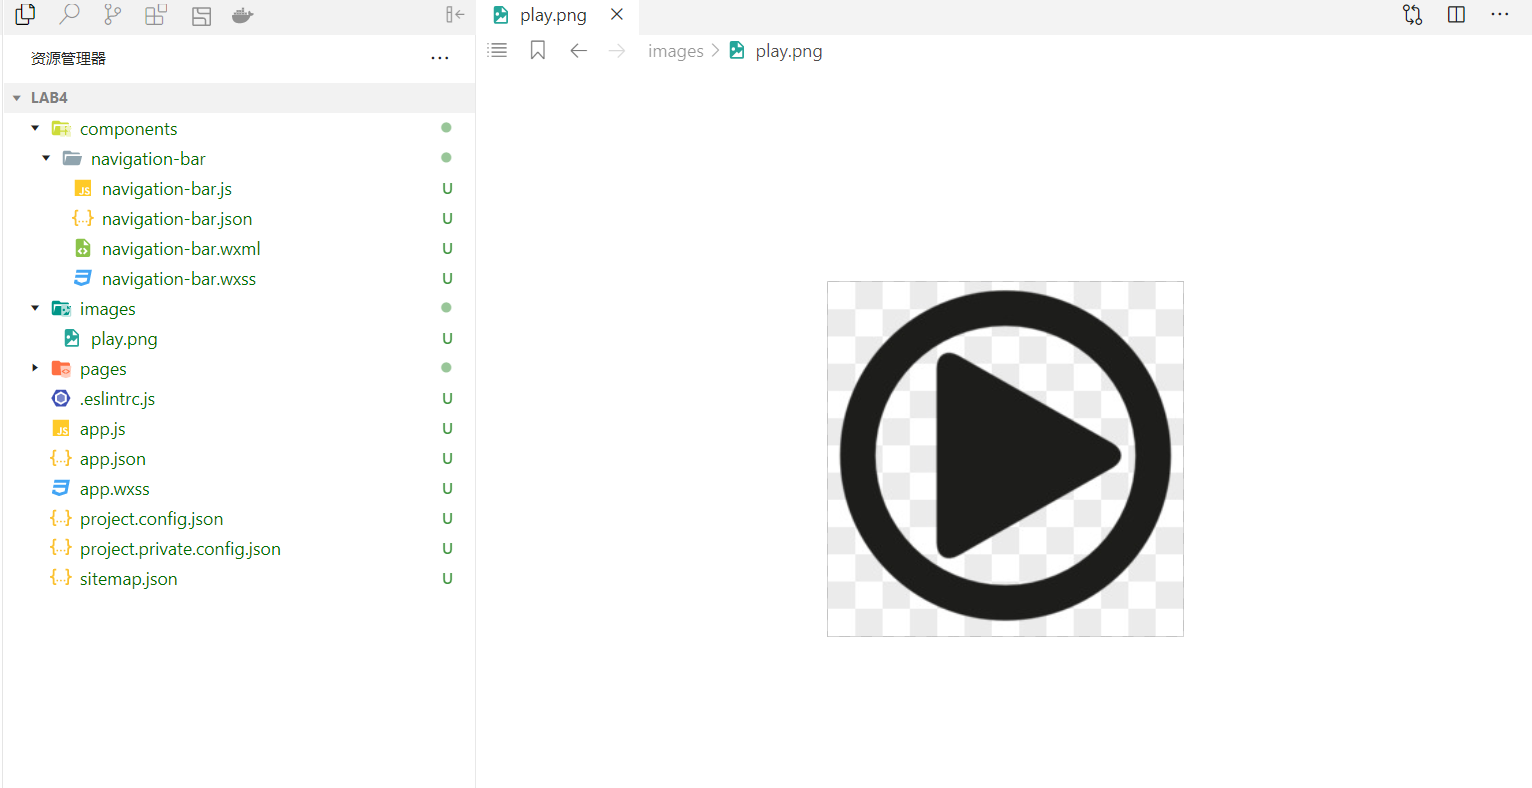 play.png
资源管理器
images
play.png
LAB4
components
navigation-bar
navigation-bar.js U
navigation-bar.json U
navigation-bar.wxml U
navigation-bar.wxss U
images
play.png U
pages
.eslintrc.js U
app.js U
app.json U
app.wxss U
project.config.json U
project.private.config.json U
sitemap.json U